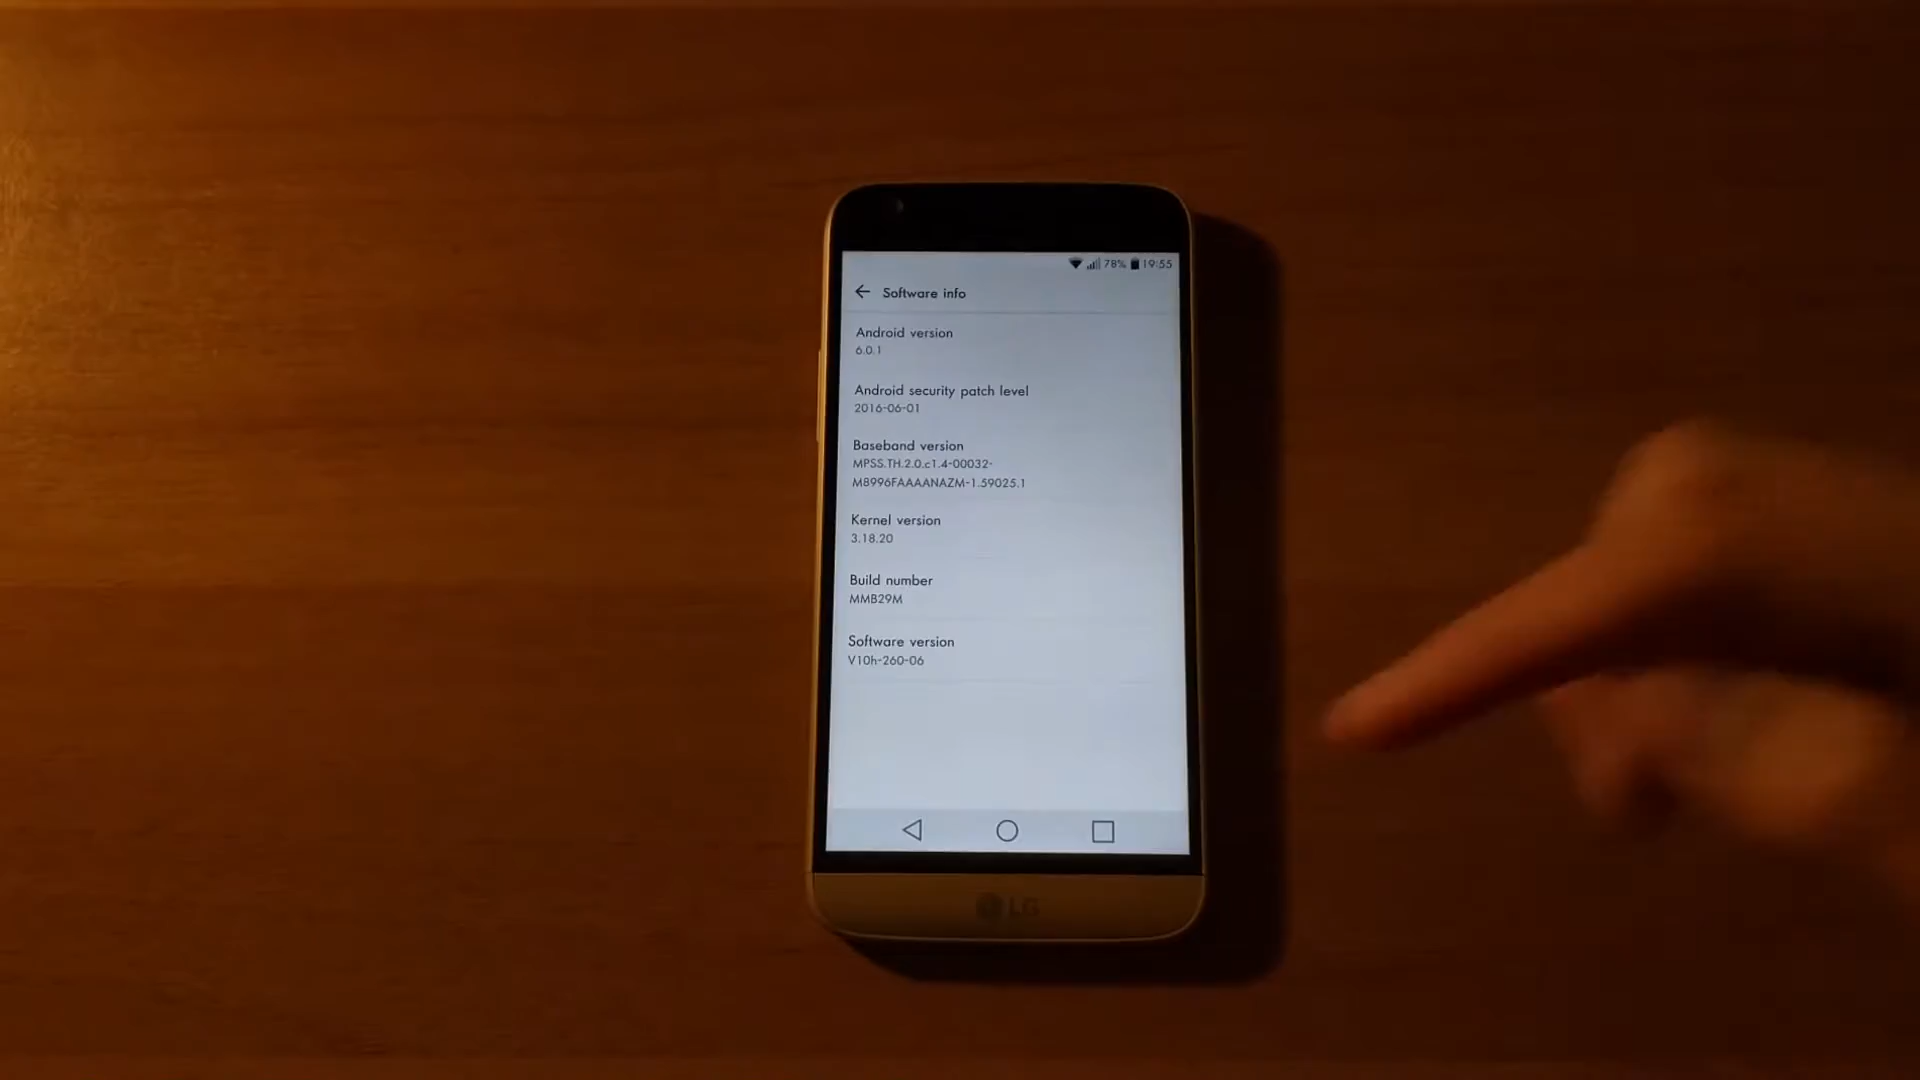 78% 19:55
Software info
Android version
6.0.1
Android security patch level
2016-06-01
Baseband version
MPSS.TH.2.0.c1.4-00032-
M8996FAAAANAZM-1.59025.1
Kernel version
3.18.20
Build number
MMB29M
Software version
V10h-260-06
LG